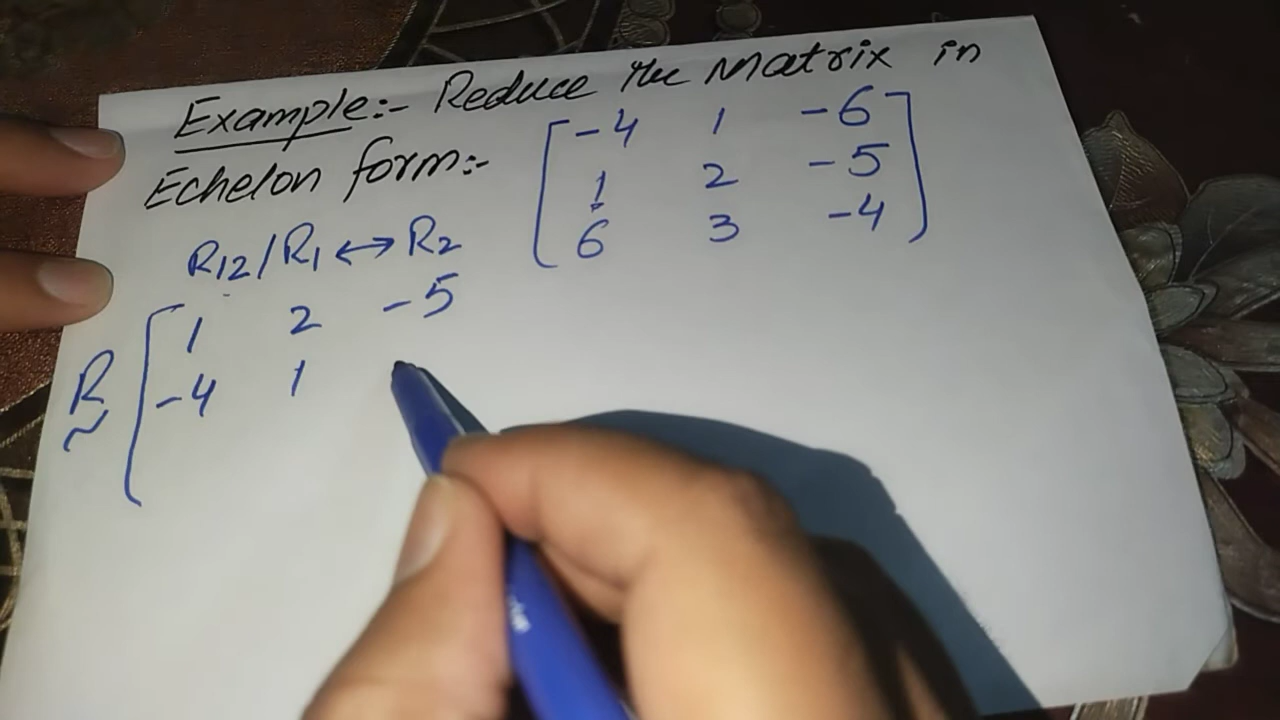 Example:- Reduce the Matrix in
Echelon form:-
-4 1 -6
1 2 -5
6 3 -4
R12/R1 ↔ R2
R ~
1 2 -5
-4 1